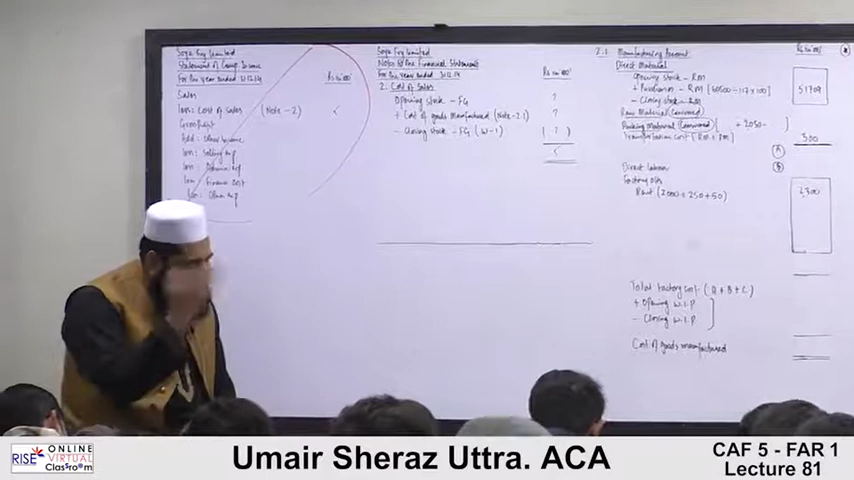 Soya Fry Limited
Statement of Comp. Income
For the year ended 31.12.14
Rs in '000'
Sales
Less: Cost of Sales (Note-2)
Gross Profit
Add: Other Income
Less: Selling exp
Less: exp
Less: Finance Cost
Less: Other exp
Soya Fry Limited
Notes to the Financial Statements
For the year ended 31.12.14
Rs in '000'
2. Cost of Sales
Opening Stock - FG ?
+ Cost of goods manufactured (Note-2.1) ?
- Closing Stock - FG (W-1) ( ? )
2.1 Manufacturing Account
Rs in '000'
Direct Material
Opening Stock - RM
+ Purchases - RM
51709
- Closing Stock - RM
Raw Material Consumed
Packing Material Consumed + 2050 -
Transportation Cost [RM + PM] 300
A
Direct Labour B
Factory OHs
Rent (2000 + 250 + 50) 2,300
Total factory cost (A + B + C)
+ Opening W.I.P
- Closing W.I.P
Cost of goods manufactured
RISE ONLINE VIRTUAL Classroom
Umair Sheraz Uttra. ACA
CAF 5 - FAR 1
Lecture 81